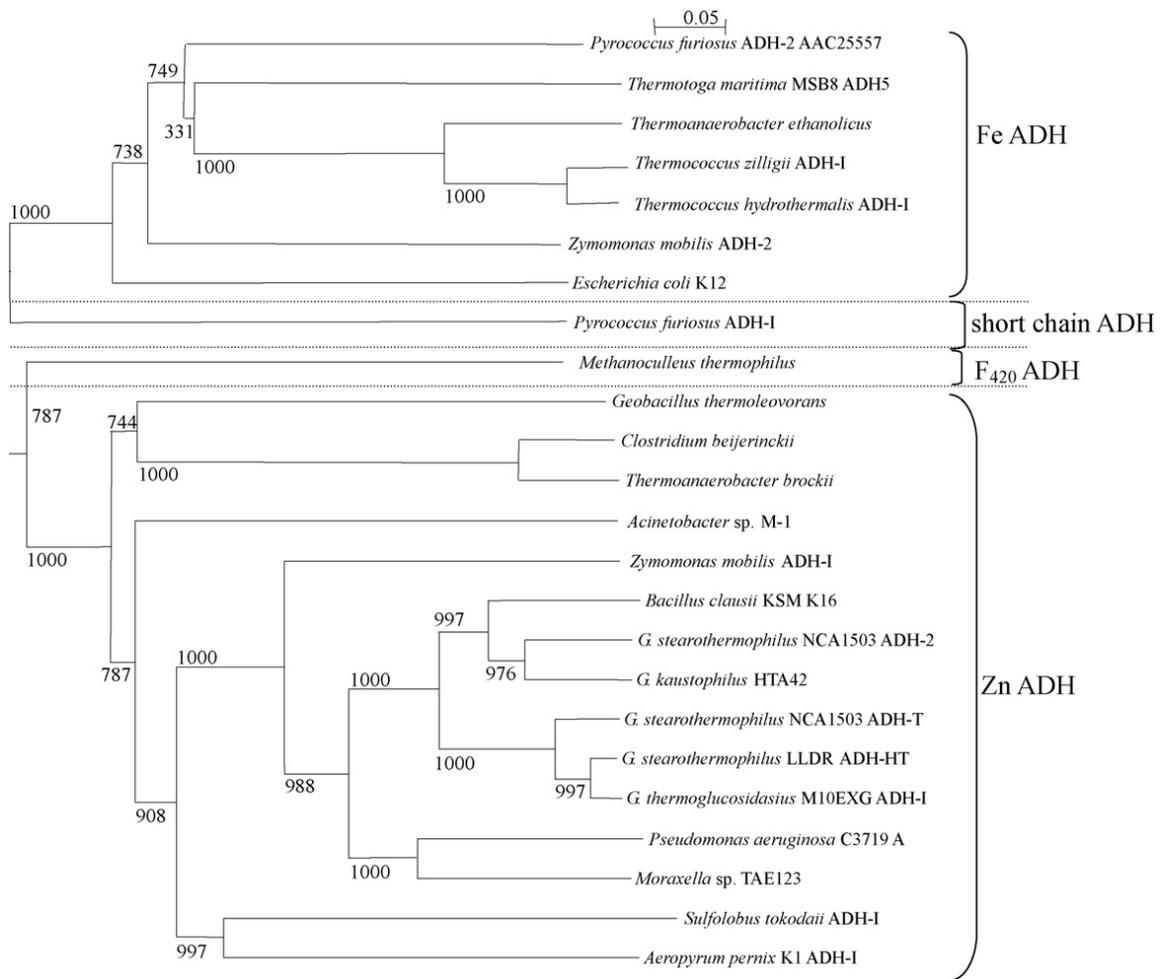 0.05
Pyrococcus furiosus ADH-2 AAC25557
749
Thermotoga maritima MSB8 ADH5
331
Thermoanaerobacter ethanolicus
Fe ADH
738
1000
Thermococcus zilligii ADH-I
1000
Thermococcus hydrothermalis ADH-I
1000
Zymomonas mobilis ADH-2
Escherichia coli K12
Pyrococcus furiosus ADH-I
short chain ADH
Methanoculleus thermophilus
F420 ADH
787
Geobacillus thermoleovorans
744
Clostridium beijerinckii
1000
Thermoanaerobacter brockii
Acinetobacter sp. M-1
1000
Zymomonas mobilis ADH-I
Bacillus clausii KSM K16
997
G. stearothermophilus NCA1503 ADH-2
1000
787
976
G. kaustophilus HTA42
1000
Zn ADH
G. stearothermophilus NCA1503 ADH-T
1000
G. stearothermophilus LLDR ADH-HT
988
997
G. thermoglucosidasius M10EXG ADH-I
908
Pseudomonas aeruginosa C3719 A
1000
Moraxella sp. TAE123
Sulfolobus tokodaii ADH-I
997
Aeropyrum pernix K1 ADH-I